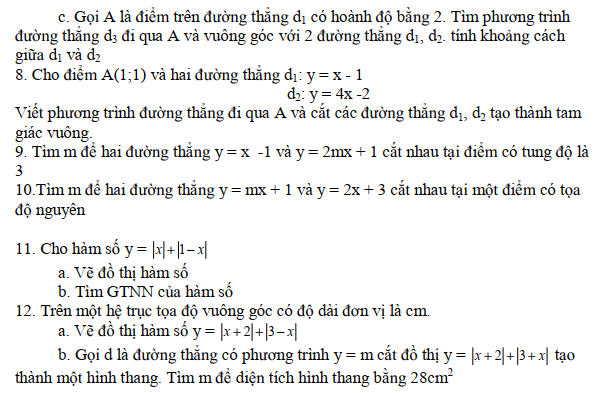 c. Gọi A là điểm trên đường thẳng d₁ có hoành độ bằng 2. Tìm phương trình
đường thẳng d₃ đi qua A và vuông góc với 2 đường thẳng d₁, d₂. tính khoảng cách
giữa d₁ và d₂
8. Cho điểm A(1;1) và hai đường thẳng d₁: y = x - 1
d₂: y = 4x -2
Viết phương trình đường thẳng đi qua A và cắt các đường thẳng d₁, d₂ tạo thành tam
giác vuông.
9. Tìm m để hai đường thẳng y = x -1 và y = 2mx + 1 cắt nhau tại điểm có tung độ là
3
10.Tìm m để hai đường thẳng y = mx + 1 và y = 2x + 3 cắt nhau tại một điểm có tọa
độ nguyên
11. Cho hàm số y = |x|+|1−x|
a. Vẽ đồ thị hàm số
b. Tìm GTNN của hàm số
12. Trên một hệ trục tọa độ vuông góc có độ dài đơn vị là cm.
a. Vẽ đồ thị hàm số y = |x+2|+|3−x|
b. Gọi d là đường thẳng có phương trình y = m cắt đồ thị y = |x+2|+|3+x| tạo
thành một hình thang. Tìm m để diện tích hình thang bằng 28cm²